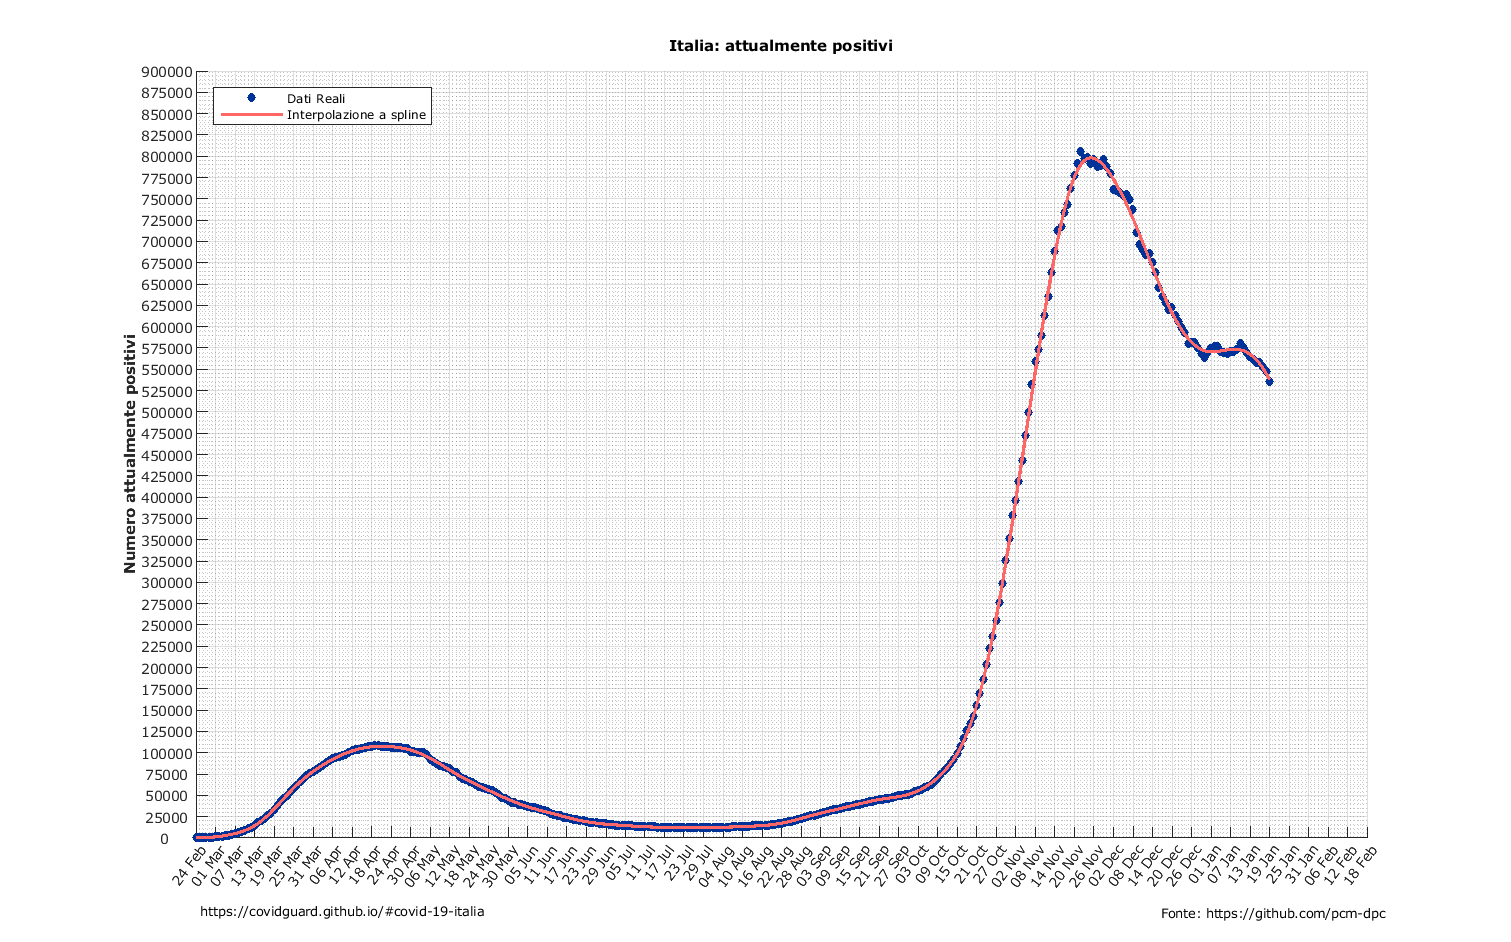 Italia: attualmente positivi
Numero attualmente positivi
900000
875000
850000
825000
800000
775000
750000
725000
700000
675000
650000
625000
600000
575000
550000
525000
500000
475000
450000
425000
400000
375000
350000
325000
300000
275000
250000
225000
200000
175000
150000
125000
100000
75000
50000
25000
0
Dati Reali
Interpolazione a spline
24 Feb
01 Mar
07 Mar
13 Mar
19 Mar
25 Mar
31 Mar
06 Apr
12 Apr
18 Apr
24 Apr
30 Apr
06 May
12 May
18 May
24 May
30 May
05 Jun
11 Jun
17 Jun
23 Jun
29 Jun
05 Jul
11 Jul
17 Jul
23 Jul
29 Jul
04 Aug
10 Aug
16 Aug
22 Aug
28 Aug
03 Sep
09 Sep
15 Sep
21 Sep
27 Sep
03 Oct
09 Oct
15 Oct
21 Oct
27 Oct
02 Nov
08 Nov
14 Nov
20 Nov
26 Nov
02 Dec
08 Dec
14 Dec
20 Dec
26 Dec
01 Jan
07 Jan
13 Jan
19 Jan
25 Jan
31 Jan
06 Feb
12 Feb
18 Feb
https://covidguard.github.io/#covid-19-italia
Fonte: https://github.com/pcm-dpc